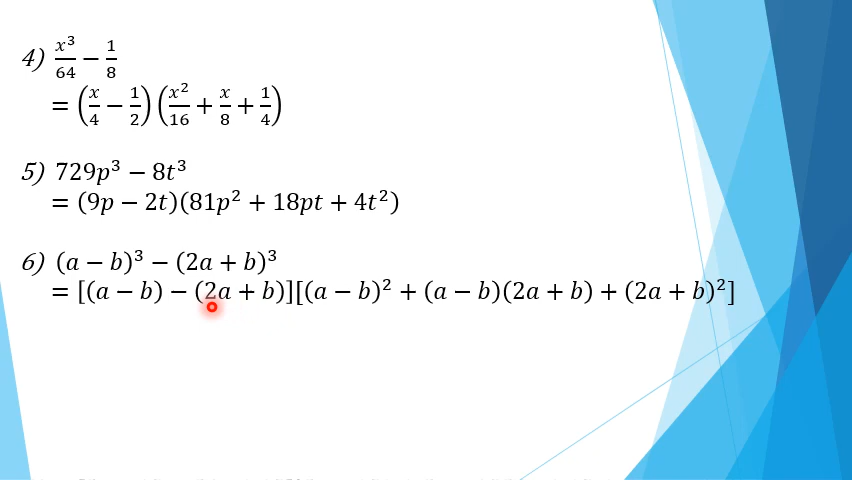 4) x³/64 − 1/8
= (x/4 − 1/2)(x²/16 + x/8 + 1/4)
5) 729p³ − 8t³
= (9p − 2t)(81p² + 18pt + 4t²)
6) (a − b)³ − (2a + b)³
= [(a − b) − (2a + b)][(a − b)² + (a − b)(2a + b) + (2a + b)²]